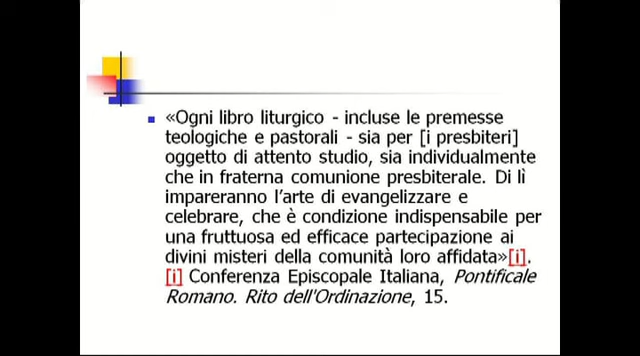 «Ogni libro liturgico - incluse le premesse
teologiche e pastorali - sia per [i presbiteri]
oggetto di attento studio, sia individualmente
che in fraterna comunione presbiterale. Di lì
impareranno l'arte di evangelizzare e
celebrare, che è condizione indispensabile per
una fruttuosa ed efficace partecipazione ai
divini misteri della comunità loro affidata»[i].
[i] Conferenza Episcopale Italiana, Pontificale
Romano. Rito dell'Ordinazione, 15.